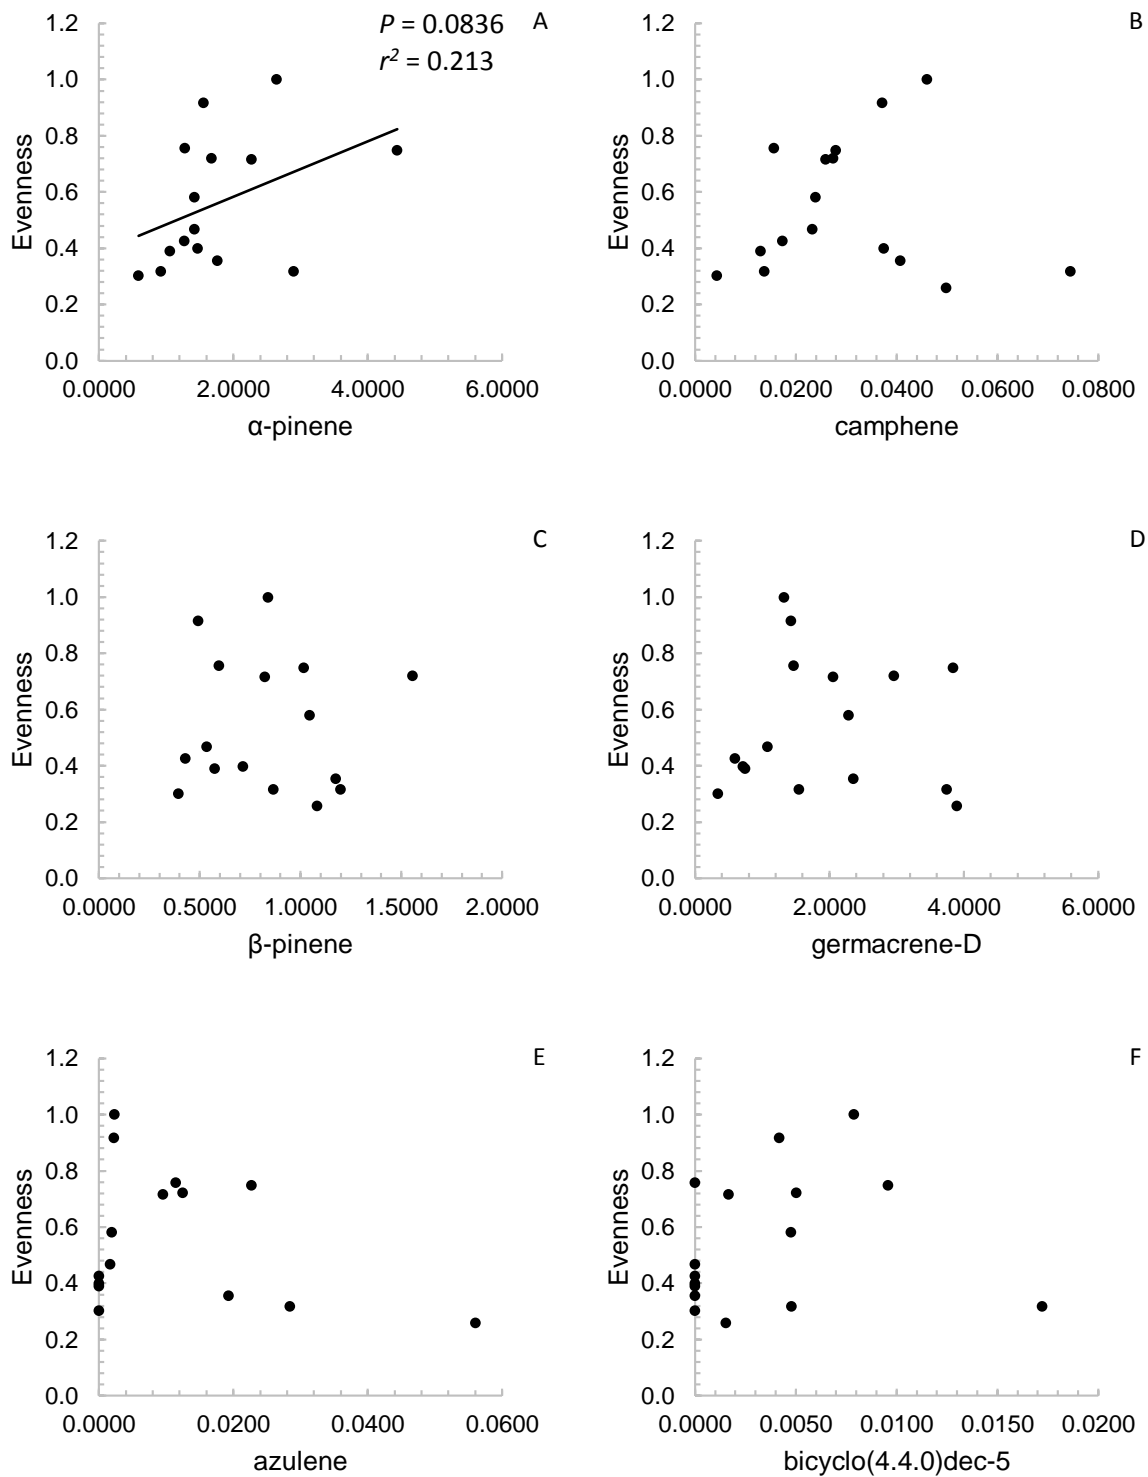 P = 0.0836
r² = 0.213
A
1.2
1.0
0.8
0.6
0.4
0.2
0.0
Evenness
0.0000 2.0000 4.0000 6.0000
α-pinene
B
1.2
1.0
0.8
0.6
0.4
0.2
0.0
Evenness
0.0000 0.0200 0.0400 0.0600 0.0800
camphene
C
1.2
1.0
0.8
0.6
0.4
0.2
0.0
Evenness
0.0000 0.5000 1.0000 1.5000 2.0000
β-pinene
D
1.2
1.0
0.8
0.6
0.4
0.2
0.0
Evenness
0.0000 2.0000 4.0000 6.0000
germacrene-D
E
1.2
1.0
0.8
0.6
0.4
0.2
0.0
Evenness
0.0000 0.0200 0.0400 0.0600
azulene
F
1.2
1.0
0.8
0.6
0.4
0.2
0.0
Evenness
0.0000 0.0050 0.0100 0.0150 0.0200
bicyclo(4.4.0)dec-5